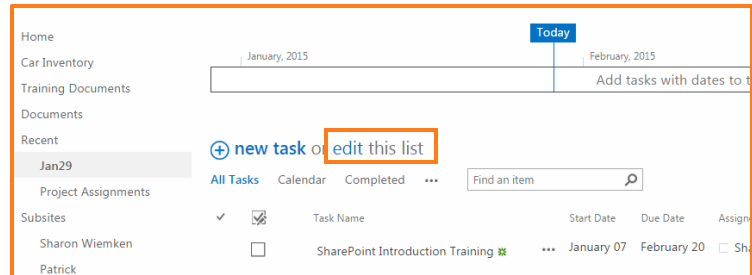 Home
Car Inventory
Training Documents
Documents
Recent
Jan29
Project Assignments
Subsites
Sharon Wiemken
Patrick
Today
January, 2015
February, 2015
Add tasks with dates to t
new task or edit this list
All Tasks Calendar Completed ••• Find an item
Task Name Start Date Due Date Assign
SharePoint Introduction Training ••• January 07 February 20 Sha